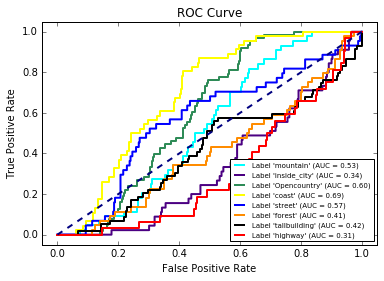 ROC Curve
1.0
0.8
0.6
0.4
0.2
0.0
True Positive Rate
Label 'mountain' (AUC = 0.53)
Label 'inside_city' (AUC = 0.34)
Label 'Opencountry' (AUC = 0.60)
Label 'coast' (AUC = 0.69)
Label 'street' (AUC = 0.57)
Label 'forest' (AUC = 0.41)
Label 'tallbuilding' (AUC = 0.42)
Label 'highway' (AUC = 0.31)
0.0 0.2 0.4 0.6 0.8 1.0
False Positive Rate